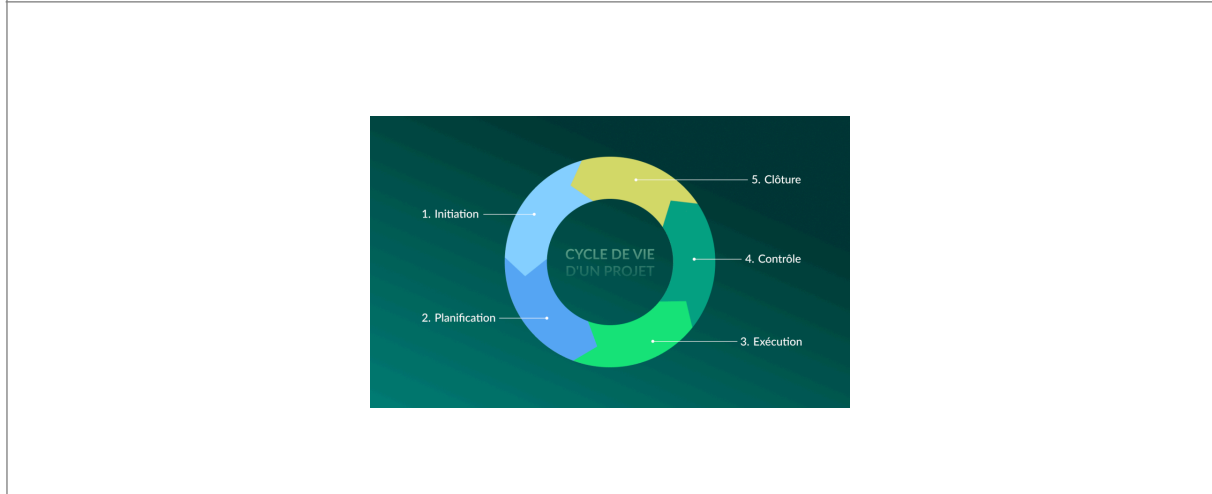 5. Clôture
1. Initiation
CYCLE DE VIE
D'UN PROJET
4. Contrôle
2. Planification
3. Exécution